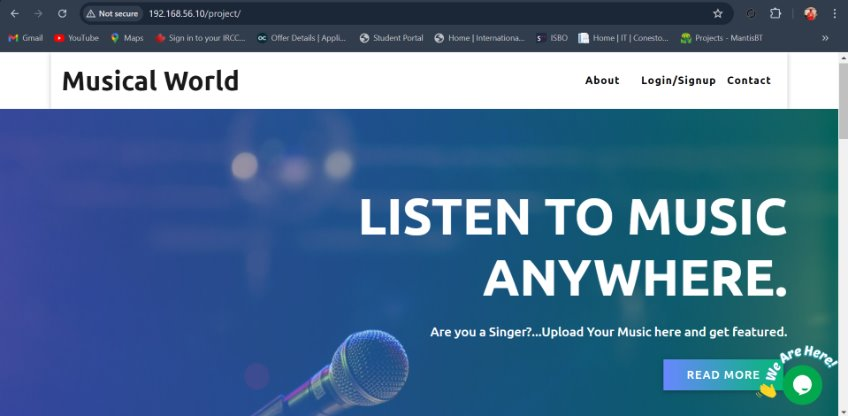 Not secure 192.168.56.10/project/
Gmail YouTube Maps Sign in to your IRCC... Offer Details | Appli... Student Portal Home | Internationa... ISBO Home | IT | Conesto... Projects - MantisBT »
Musical World
About Login/Signup Contact
LISTEN TO MUSIC
ANYWHERE.
Are you a Singer?...Upload Your Music here and get featured.
We Are Here!
READ MORE